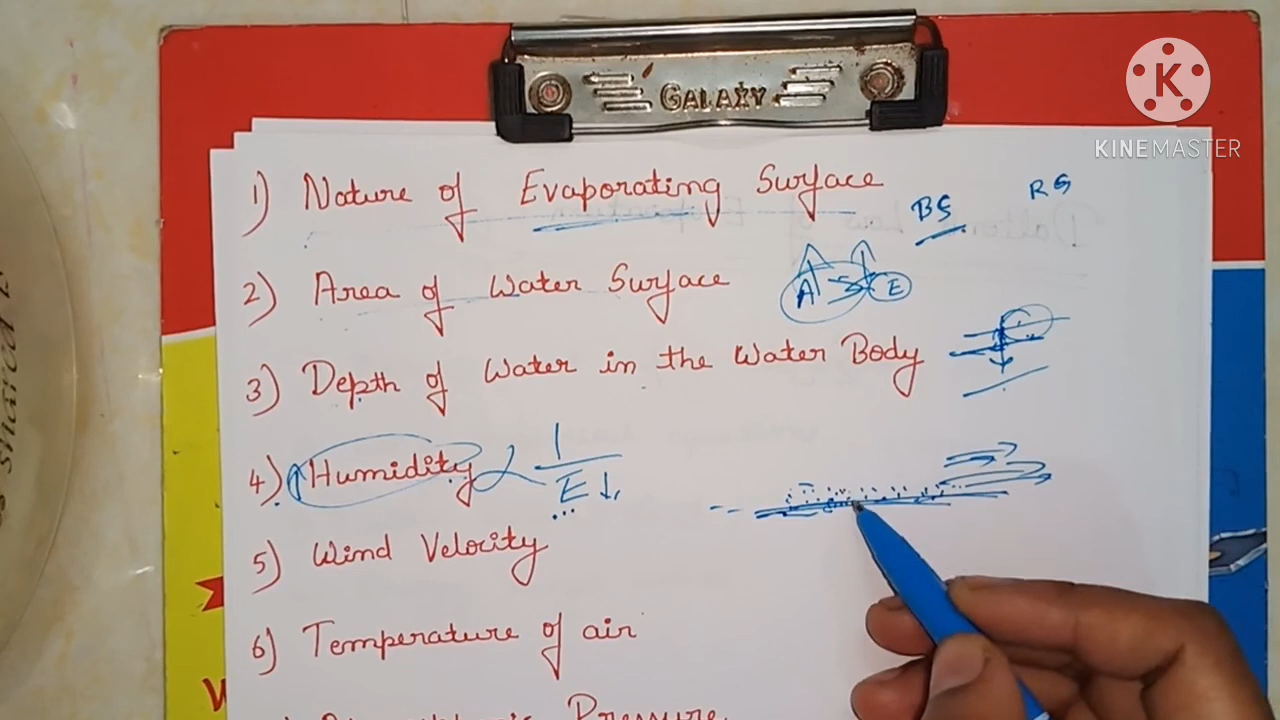 KINEMASTER
GALAXY
1) Nature of Evaporating Surface
BS RS
2) Area of Water Surface A E
3) Depth of Water in the Water Body
4) Humidity ∝ 1/E ↓
5) Wind Velocity
6) Temperature of air
Pressure